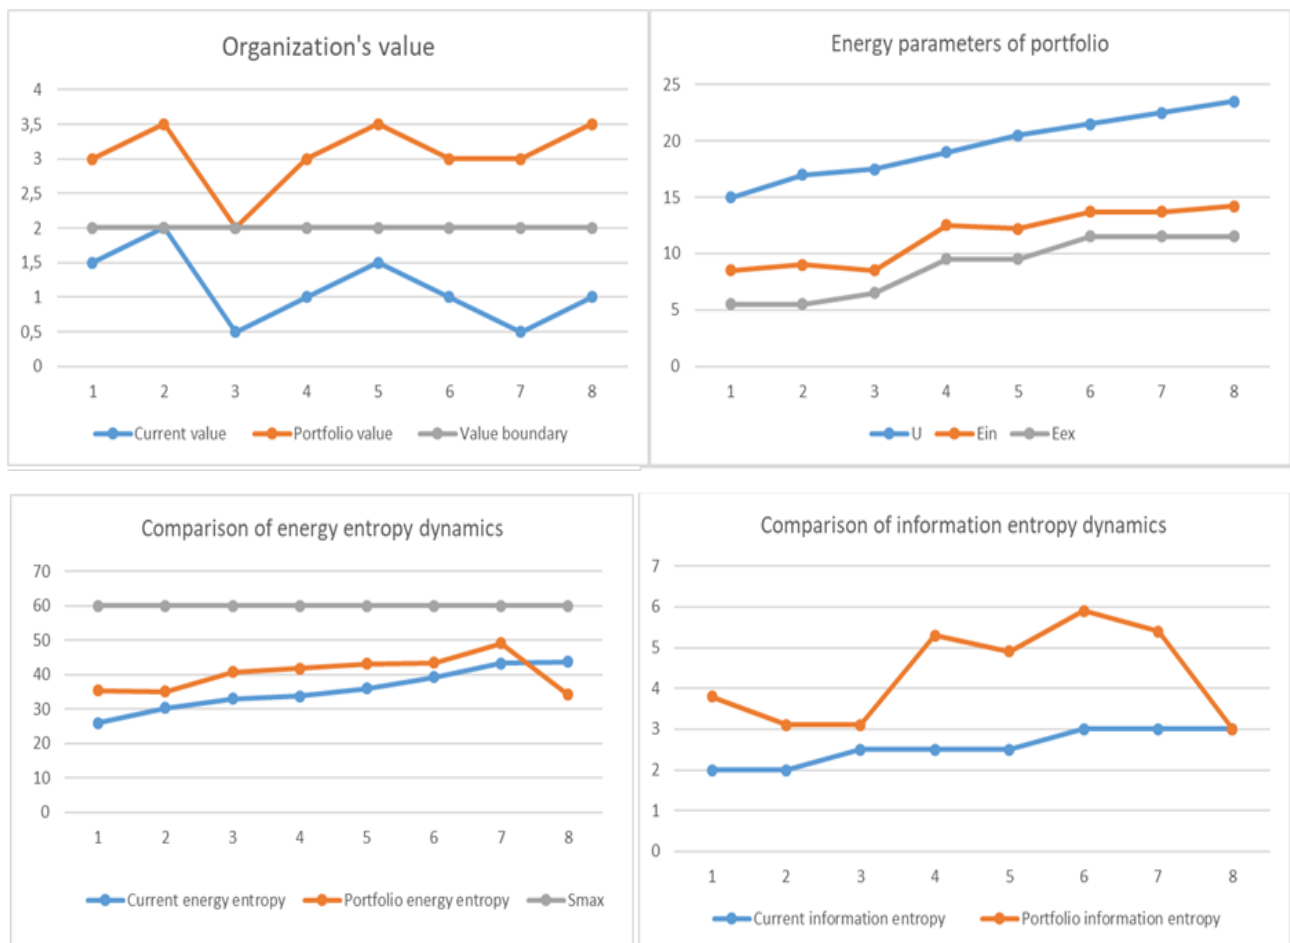 Organization's value
4
3,5
3
2,5
2
1,5
1
0,5
0
1 2 3 4 5 6 7 8
Current value Portfolio value Value boundary
Energy parameters of portfolio
25
20
15
10
5
0
1 2 3 4 5 6 7 8
U Ein Eex
Comparison of energy entropy dynamics
70
60
50
40
30
20
10
0
1 2 3 4 5 6 7 8
Current energy entropy Portfolio energy entropy Smax
Comparison of information entropy dynamics
7
6
5
4
3
2
1
0
1 2 3 4 5 6 7 8
Current information entropy Portfolio information entropy